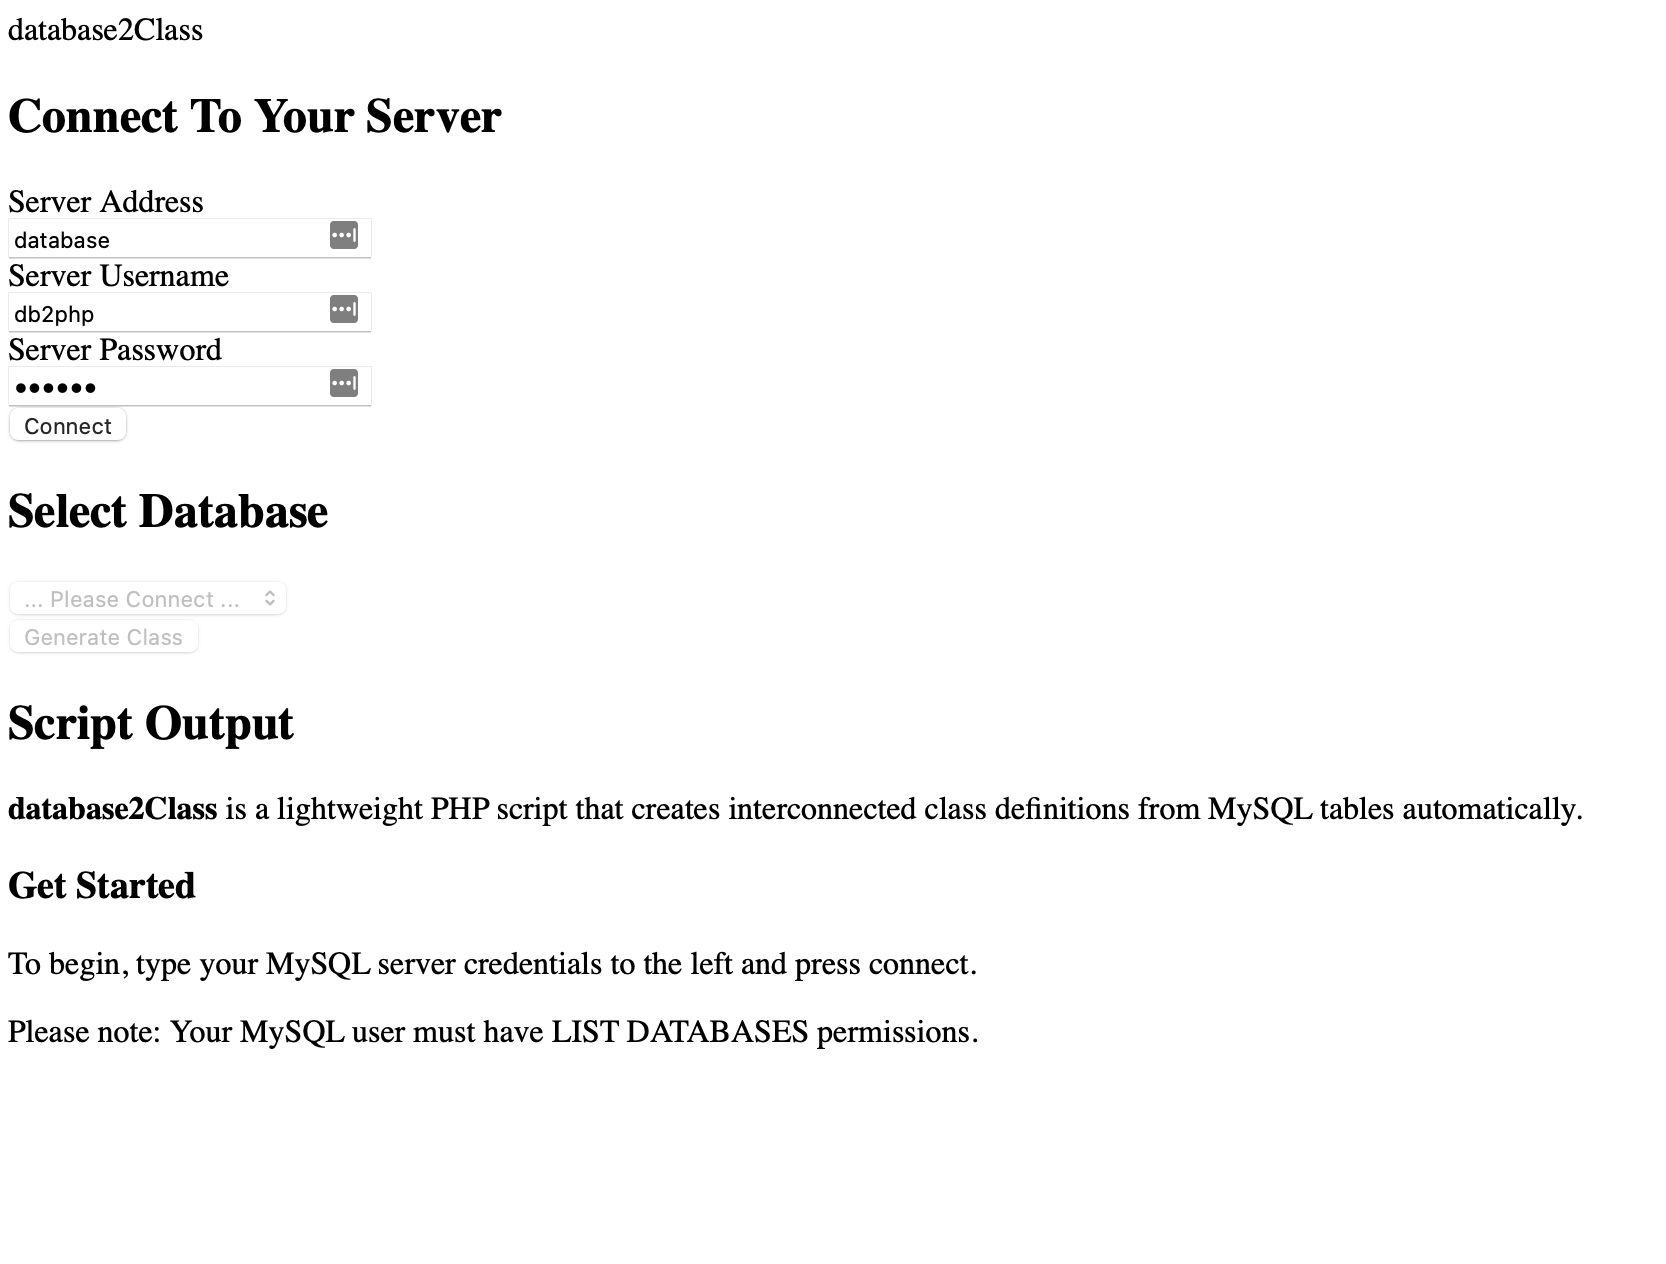 database2Class
Connect To Your Server
Server Address
database
Server Username
db2php
Server Password
••••••
Connect
Select Database
... Please Connect ...
Generate Class
Script Output
database2Class is a lightweight PHP script that creates interconnected class definitions from MySQL tables automatically.
Get Started
To begin, type your MySQL server credentials to the left and press connect.
Please note: Your MySQL user must have LIST DATABASES permissions.